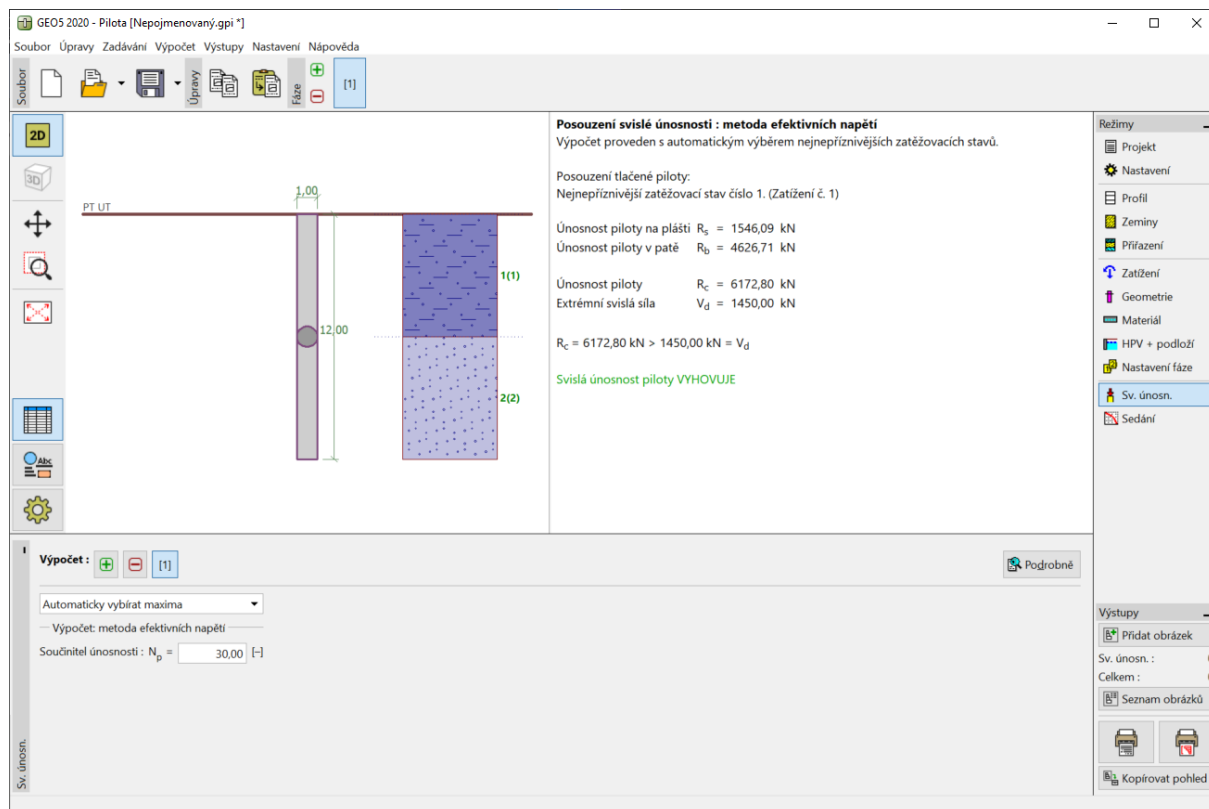 GEO5 2020 - Pilota [Nepojmenovaný.gpi *]
Soubor Úpravy Zadávání Výpočet Výstupy Nastavení Nápověda
Soubor
Úpravy
Fáze
[1]
2D
3D
Abc
PT UT
1,00
12,00
1(1)
2(2)
Posouzení svislé únosnosti : metoda efektivních napětí
Výpočet proveden s automatickým výběrem nejnepříznivějších zatěžovacích stavů.
Posouzení tlačené piloty:
Nejnepříznivější zatěžovací stav číslo 1. (Zatížení č. 1)
Únosnost piloty na plášti Rs = 1546,09 kN
Únosnost piloty v patě Rb = 4626,71 kN
Únosnost piloty Rc = 6172,80 kN
Extrémní svislá síla Vd = 1450,00 kN
Rc = 6172,80 kN > 1450,00 kN = Vd
Svislá únosnost piloty VYHOVUJE
Režimy
Projekt
Nastavení
Profil
Zeminy
Přiřazení
Zatížení
Geometrie
Materiál
HPV + podloží
Nastavení fáze
Sv. únosn.
Sedání
Výpočet : [1]
Podrobně
Automaticky vybírat maxima
Výpočet: metoda efektivních napětí
Součinitel únosnosti : Np = 30,00 [–]
Sv. únosn.
Výstupy
Přidat obrázek
Sv. únosn. :
Celkem :
Seznam obrázků
Kopírovat pohled